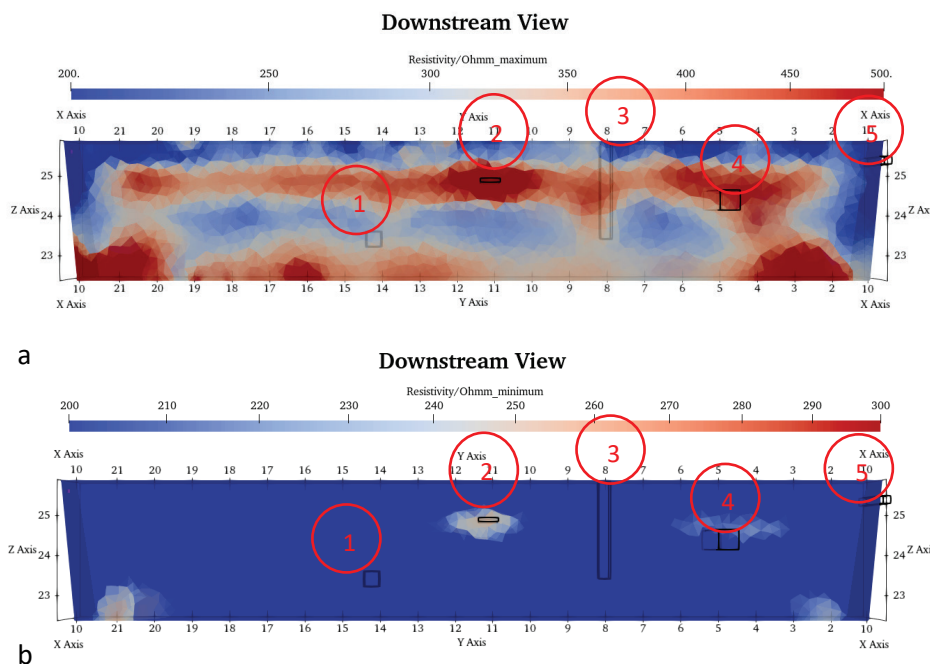 Downstream View
Resistivity/Ohmm_maximum
200. 250 300 350 400 450 500.
X Axis Y Axis X Axis
10 21 20 19 18 17 16 15 14 13 12 11 10 9 8 7 6 5 4 3 2 10
1 2 3 4 5
25 25
Z Axis 24 24 Z Axis
23 23
10 21 20 19 18 17 16 15 14 13 12 11 10 9 8 7 6 5 4 3 2 10
X Axis Y Axis X Axis
a
Downstream View
Resistivity/Ohmm_minimum
200 210 220 230 240 250 260 270 280 290 300
X Axis Y Axis X Axis
10 21 20 19 18 17 16 15 14 13 12 11 10 9 8 7 6 5 4 3 2 10
1 2 3 4 5
25 25
Z Axis 24 24 Z Axis
23 23
10 21 20 19 18 17 16 15 14 13 12 11 10 9 8 7 6 5 4 3 2 10
X Axis Y Axis X Axis
b